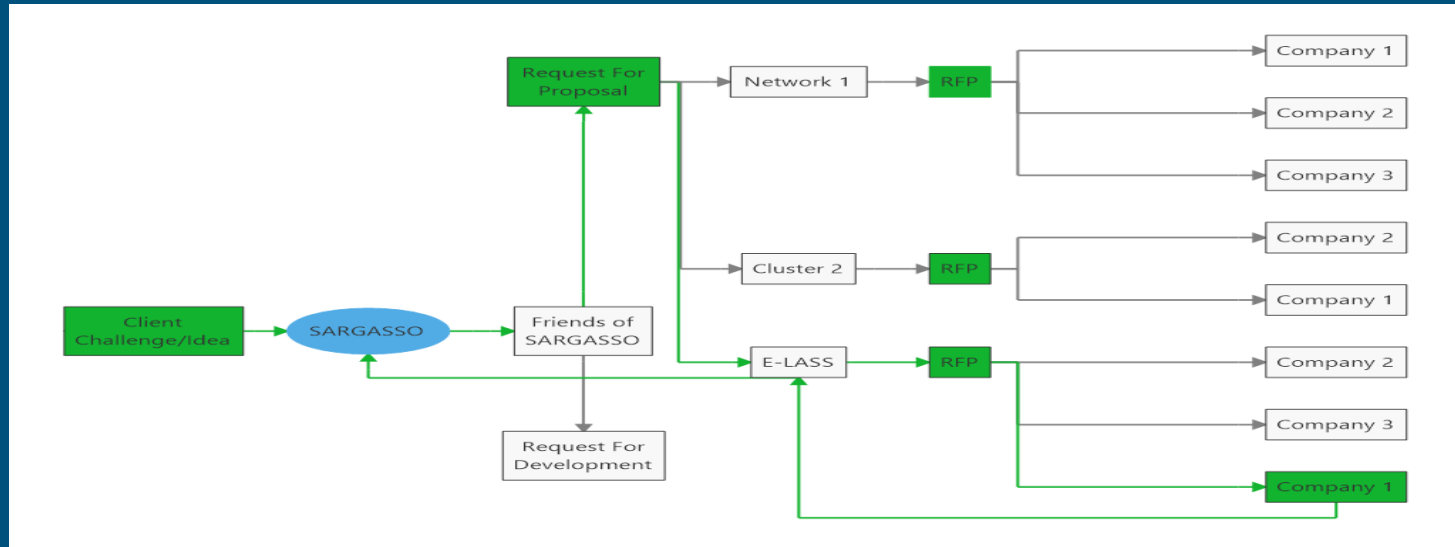 Company 1
Request For
Proposal
Network 1
RFP
Company 2
Company 3
Company 2
Cluster 2
RFP
Company 1
Client
Challenge/Idea
SARGASSO
Friends of
SARGASSO
E-LASS
RFP
Company 2
Company 3
Request For
Development
Company 1